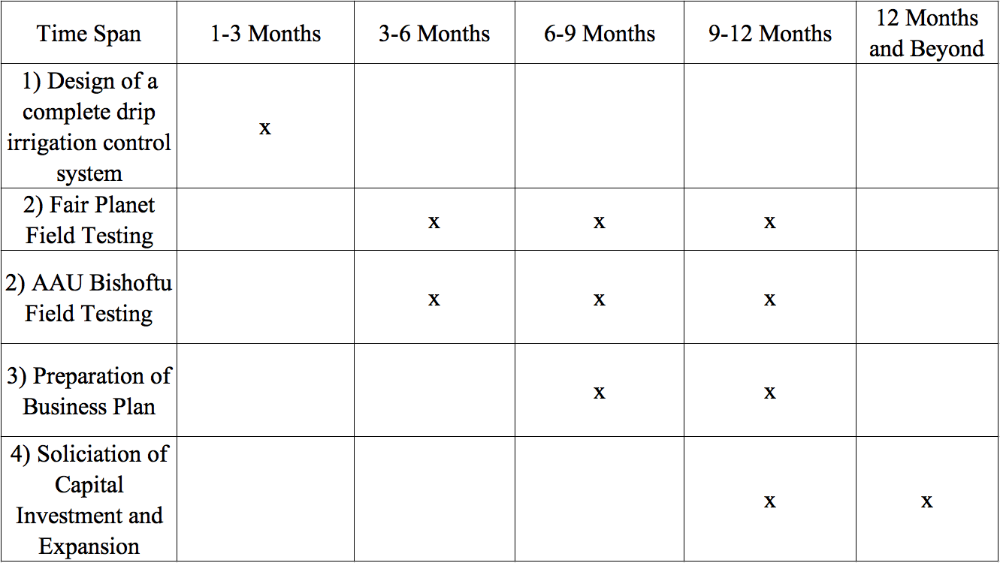 Time Span 1-3 Months 3-6 Months 6-9 Months 9-12 Months 12 Months
and Beyond
1) Design of a
complete drip
irrigation control
system
x
2) Fair Planet
Field Testing
x x x
2) AAU Bishoftu
Field Testing
x x x
3) Preparation of
Business Plan
x x
4) Soliciation of
Capital
Investment and
Expansion
x x